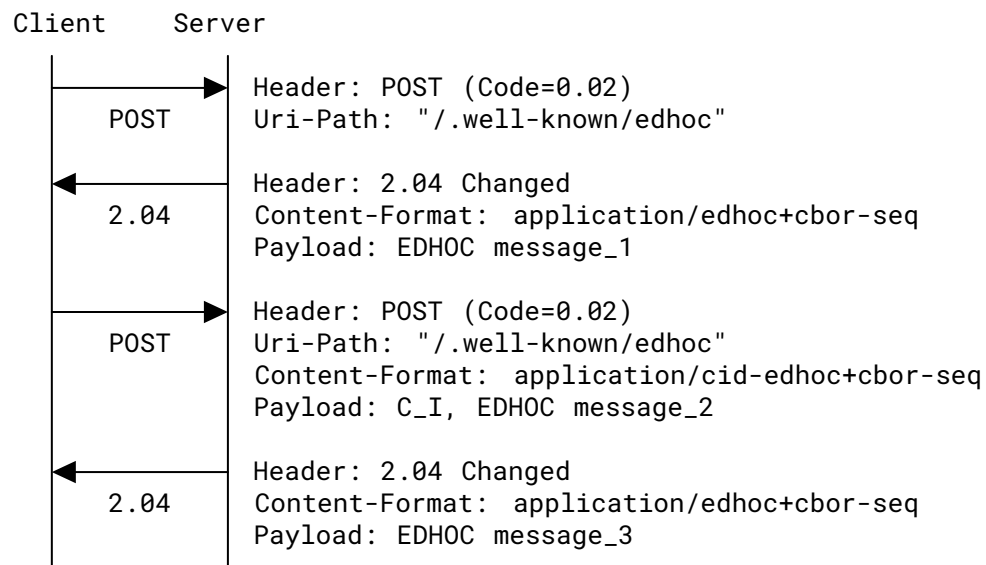 Client Server
Header: POST (Code=0.02)
POST Uri-Path: "/.well-known/edhoc"
Header: 2.04 Changed
2.04 Content-Format: application/edhoc+cbor-seq
Payload: EDHOC message_1
Header: POST (Code=0.02)
POST Uri-Path: "/.well-known/edhoc"
Content-Format: application/cid-edhoc+cbor-seq
Payload: C_I, EDHOC message_2
Header: 2.04 Changed
2.04 Content-Format: application/edhoc+cbor-seq
Payload: EDHOC message_3